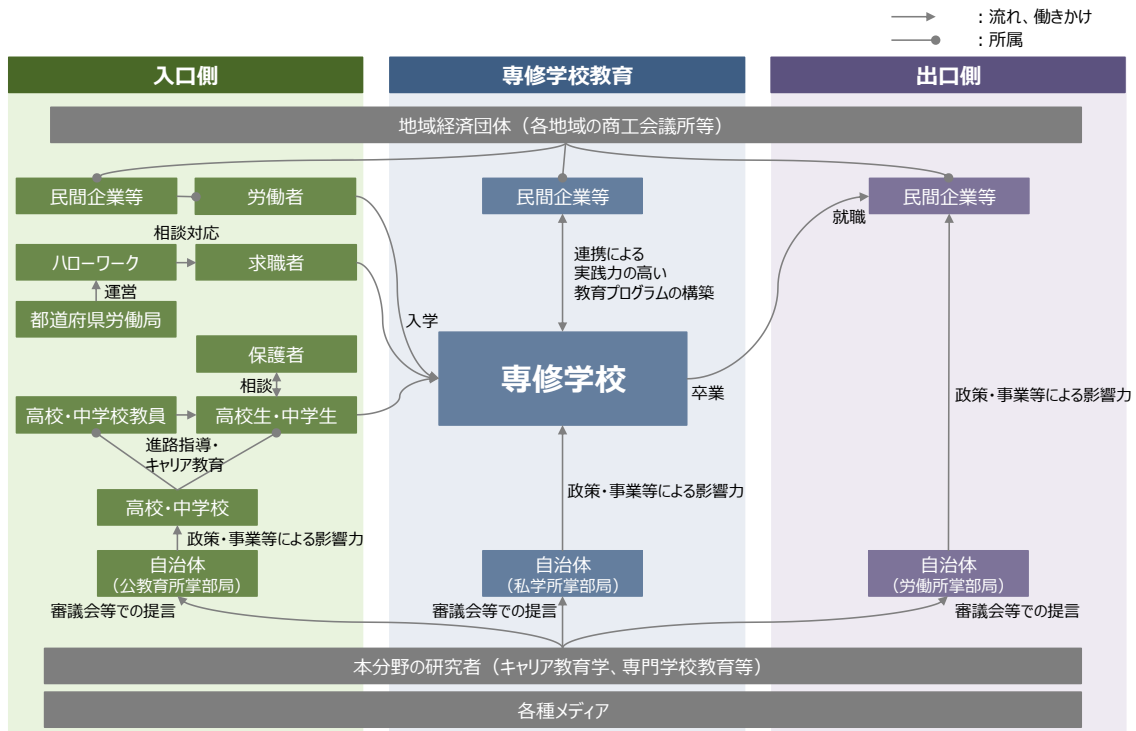 ：流れ、働きかけ
：所属
入口側
専修学校教育
出口側
地域経済団体（各地域の商工会議所等）
民間企業等
労働者
民間企業等
民間企業等
就職
相談対応
ハローワーク
求職者
連携による
実践力の高い
教育プログラムの構築
運営
都道府県労働局
入学
保護者
専修学校
相談
卒業
政策・事業等による影響力
高校・中学校教員
高校生・中学生
進路指導・
キャリア教育
高校・中学校
政策・事業等による影響力
政策・事業等による影響力
自治体
（公教育所掌部局）
自治体
（私学所掌部局）
自治体
（労働所掌部局）
審議会等での提言
審議会等での提言
審議会等での提言
本分野の研究者（キャリア教育学、専門学校教育等）
各種メディア